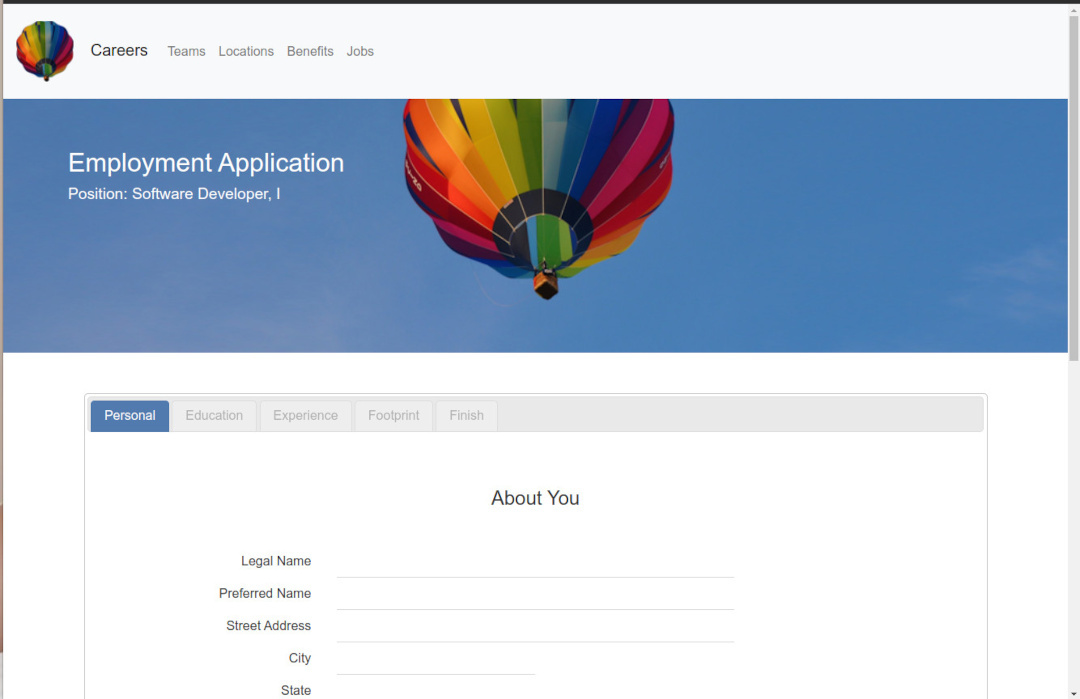 Careers Teams Locations Benefits Jobs
Employment Application
Position: Software Developer, I
Personal Education Experience Footprint Finish
About You
Legal Name
Preferred Name
Street Address
City
State